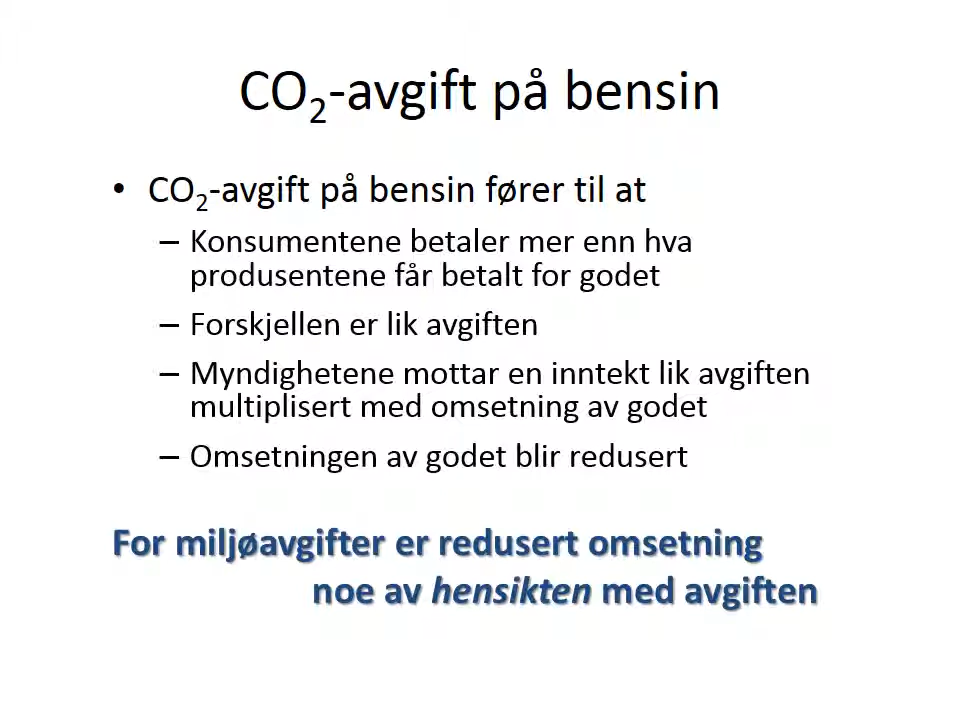 CO₂-avgift på bensin
• CO₂-avgift på bensin fører til at
– Konsumentene betaler mer enn hva
produsentene får betalt for godet
– Forskjellen er lik avgiften
– Myndighetene mottar en inntekt lik avgiften
multiplisert med omsetning av godet
– Omsetningen av godet blir redusert
For miljøavgifter er redusert omsetning
noe av hensikten med avgiften